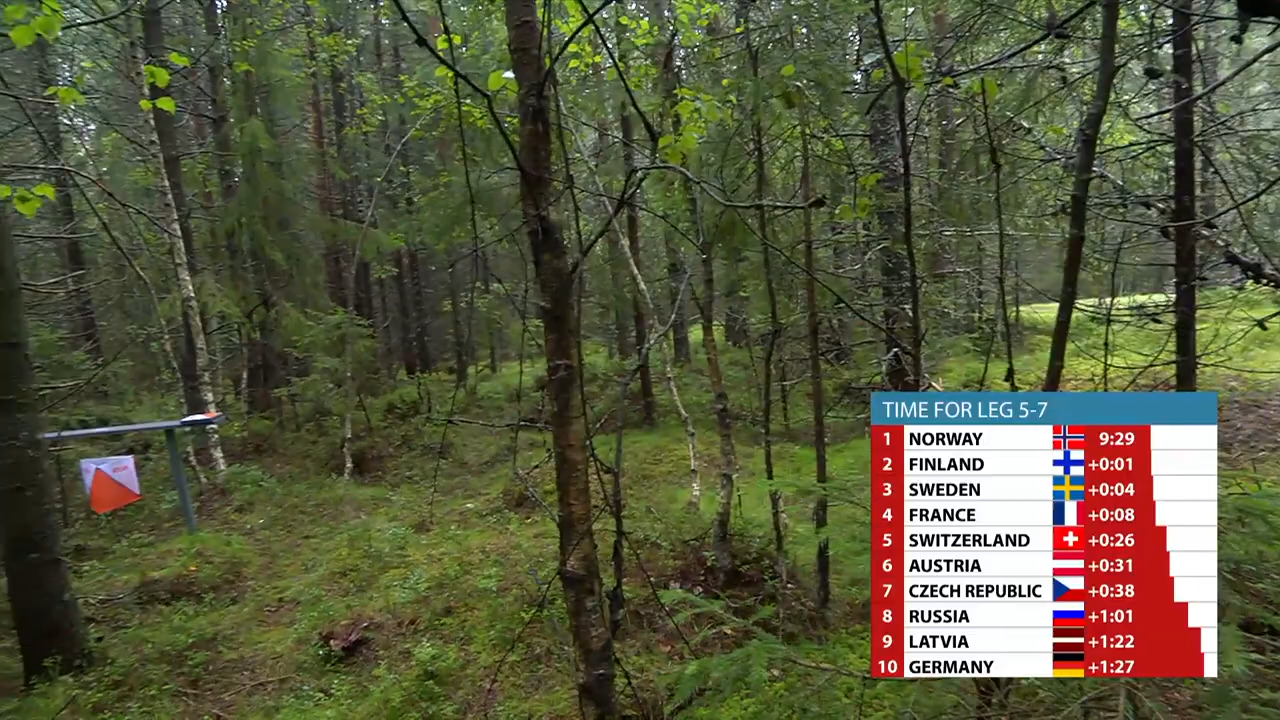 TIME FOR LEG 5-7
1 NORWAY 9:29
2 FINLAND +0:01
3 SWEDEN +0:04
4 FRANCE +0:08
5 SWITZERLAND +0:26
6 AUSTRIA +0:31
7 CZECH REPUBLIC +0:38
8 RUSSIA +1:01
9 LATVIA +1:22
10 GERMANY +1:27